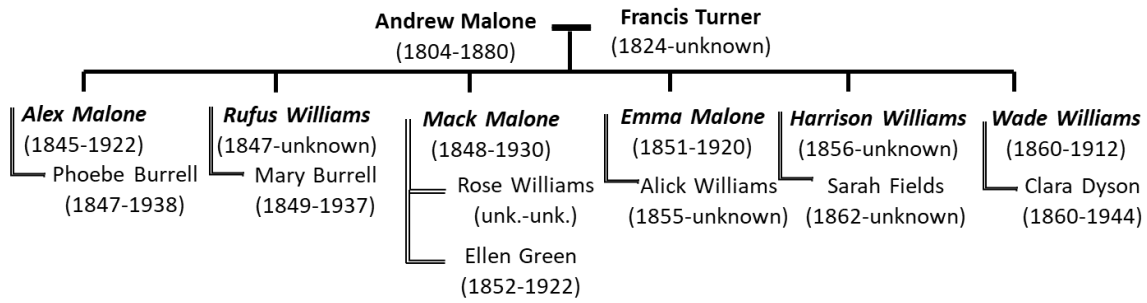 Andrew Malone
(1804-1880)
Francis Turner
(1824-unknown)
Alex Malone
(1845-1922)
Phoebe Burrell
(1847-1938)
Rufus Williams
(1847-unknown)
Mary Burrell
(1849-1937)
Mack Malone
(1848-1930)
Rose Williams
(unk.-unk.)
Ellen Green
(1852-1922)
Emma Malone
(1851-1920)
Alick Williams
(1855-unknown)
Harrison Williams
(1856-unknown)
Sarah Fields
(1862-unknown)
Wade Williams
(1860-1912)
Clara Dyson
(1860-1944)